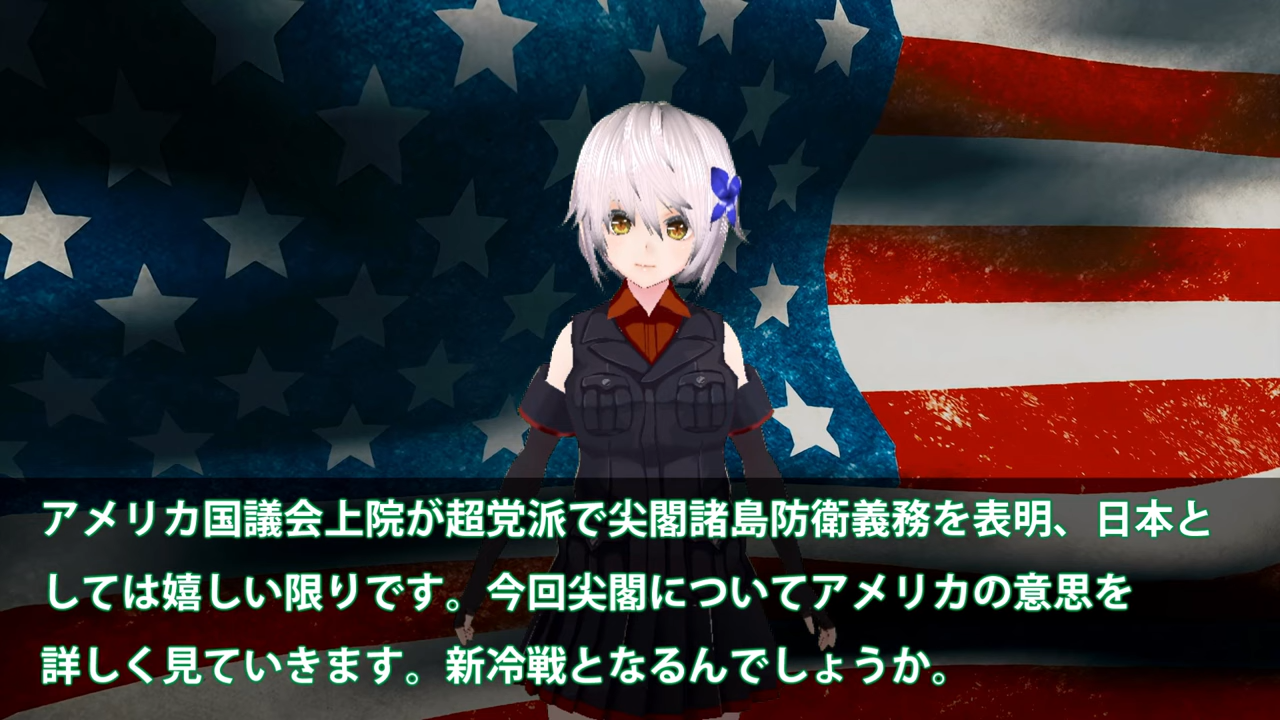 アメリカ国議会上院が超党派で尖閣諸島防衛義務を表明、日本と
しては嬉しい限りです。今回尖閣についてアメリカの意思を
詳しく見ていきます。新冷戦となるんでしょうか。